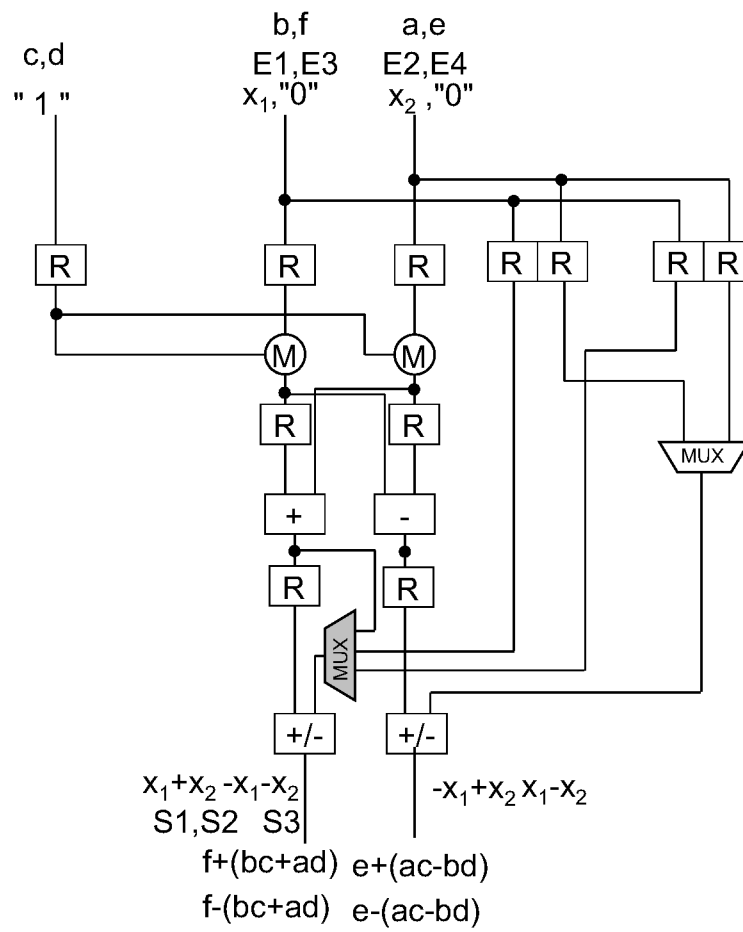 b,f a,e
c,d E1,E3 E2,E4
" 1 " x₁,"0" x₂ ,"0"
R R R R R R R
M M
R R
MUX
+ -
R R
MUX
+/- +/-
x₁+x₂ -x₁-x₂ -x₁+x₂ x₁-x₂
S1,S2 S3
f+(bc+ad) e+(ac-bd)
f-(bc+ad) e-(ac-bd)